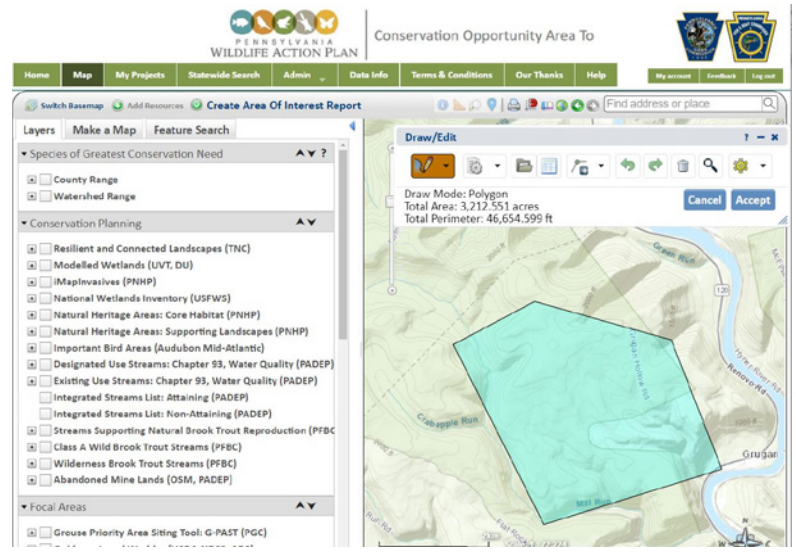 PENNSYLVANIA
WILDLIFE ACTION PLAN
Conservation Opportunity Area To
Home Map My Projects Statewide Search Admin Data Info Terms & Conditions Our Thanks Help My account Feedback Log out
Switch Basemap Add Resources Create Area Of Interest Report Find address or place
Layers Make a Map Feature Search
Species of Greatest Conservation Need ?
County Range
Watershed Range
Conservation Planning
Resilient and Connected Landscapes (TNC)
Modelled Wetlands (UVT, DU)
iMapInvasives (PNHP)
National Wetlands Inventory (USFWS)
Natural Heritage Areas: Core Habitat (PNHP)
Natural Heritage Areas: Supporting Landscapes (PNHP)
Important Bird Areas (Audubon Mid-Atlantic)
Designated Use Streams: Chapter 93, Water Quality (PADEP)
Existing Use Streams: Chapter 93, Water Quality (PADEP)
Integrated Streams List: Attaining (PADEP)
Integrated Streams List: Non-Attaining (PADEP)
Streams Supporting Natural Brook Trout Reproduction (PFBC
Class A Wild Brook Trout Streams (PFBC)
Wilderness Brook Trout Streams (PFBC)
Abandoned Mine Lands (OSM, PADEP)
Focal Areas
Grouse Priority Area Siting Tool: G-PAST (PGC)
Draw/Edit ?
Draw Mode: Polygon
Total Area: 3,212.551 acres
Total Perimeter: 46,654.599 ft
Cancel Accept
Green Run
120
Hyner River Rd
Renovo Rd
Grugan Hollow Rd
Crabapple Run
Grugan
Mill Run
N
W E